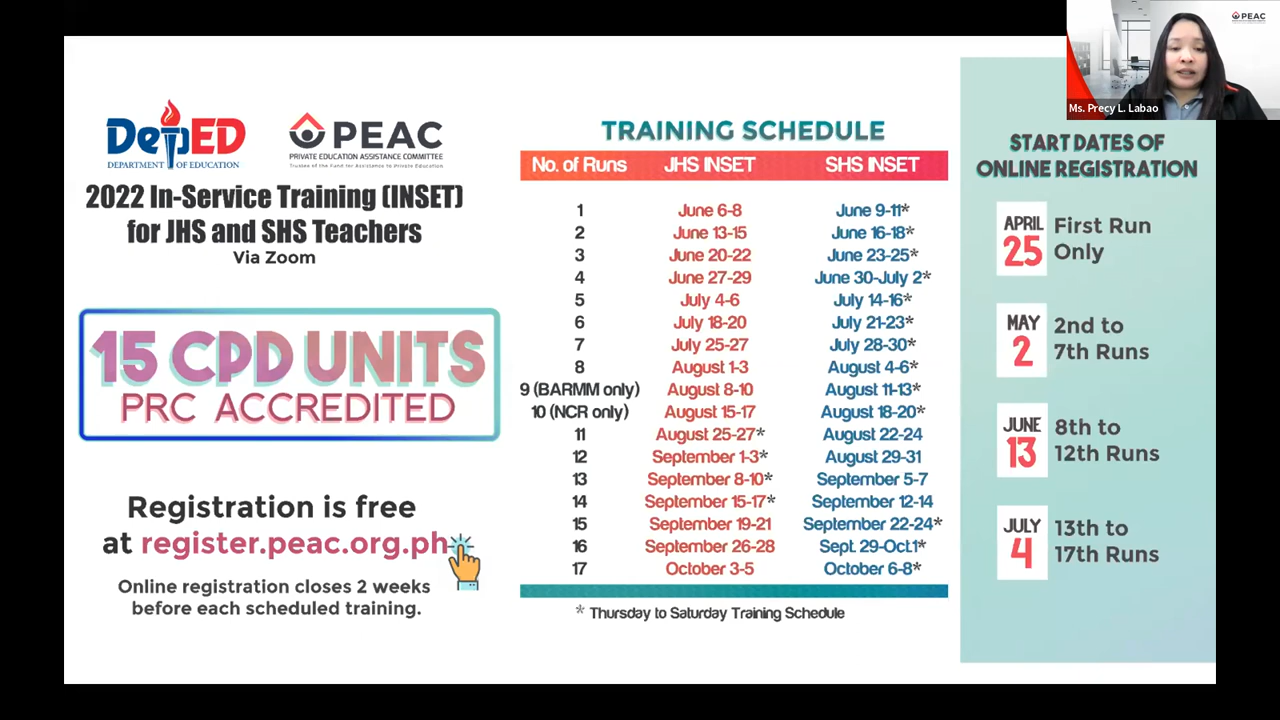 PEAC
Ms. Precy L. Labao
DepED
DEPARTMENT OF EDUCATION
PEAC
PRIVATE EDUCATION ASSISTANCE COMMITTEE
Trustee of the Fund for Assistance to Private Education
2022 In-Service Training (INSET)
for JHS and SHS Teachers
Via Zoom
15 CPD UNITS
PRC ACCREDITED
Registration is free
at register.peac.org.ph
Online registration closes 2 weeks
before each scheduled training.
TRAINING SCHEDULE
No. of Runs JHS INSET SHS INSET
1 June 6-8 June 9-11*
2 June 13-15 June 16-18*
3 June 20-22 June 23-25*
4 June 27-29 June 30-July 2*
5 July 4-6 July 14-16*
6 July 18-20 July 21-23*
7 July 25-27 July 28-30*
8 August 1-3 August 4-6*
9 (BARMM only) August 8-10 August 11-13*
10 (NCR only) August 15-17 August 18-20*
11 August 25-27* August 22-24
12 September 1-3* August 29-31
13 September 8-10* September 5-7
14 September 15-17* September 12-14
15 September 19-21 September 22-24*
16 September 26-28 Sept. 29-Oct.1*
17 October 3-5 October 6-8*
* Thursday to Saturday Training Schedule
START DATES OF
ONLINE REGISTRATION
APRIL
25
First Run
Only
MAY
2
2nd to
7th Runs
JUNE
13
8th to
12th Runs
JULY
4
13th to
17th Runs